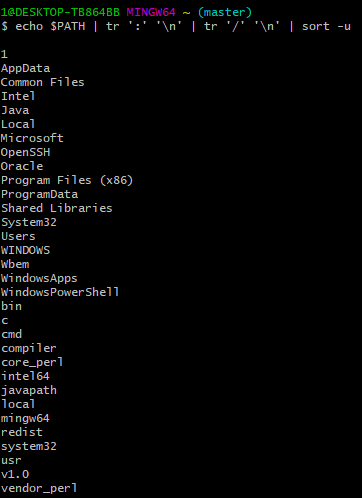 1@DESKTOP-TB864BB MINGW64 ~ (master)
$ echo $PATH | tr ':' '\n' | tr '/' '\n' | sort -u
1
AppData
Common Files
Intel
Java
Local
Microsoft
OpenSSH
Oracle
Program Files (x86)
ProgramData
Shared Libraries
System32
Users
WINDOWS
Wbem
WindowsApps
WindowsPowerShell
bin
c
cmd
compiler
core_perl
intel64
javapath
local
mingw64
redist
system32
usr
v1.0
vendor_perl